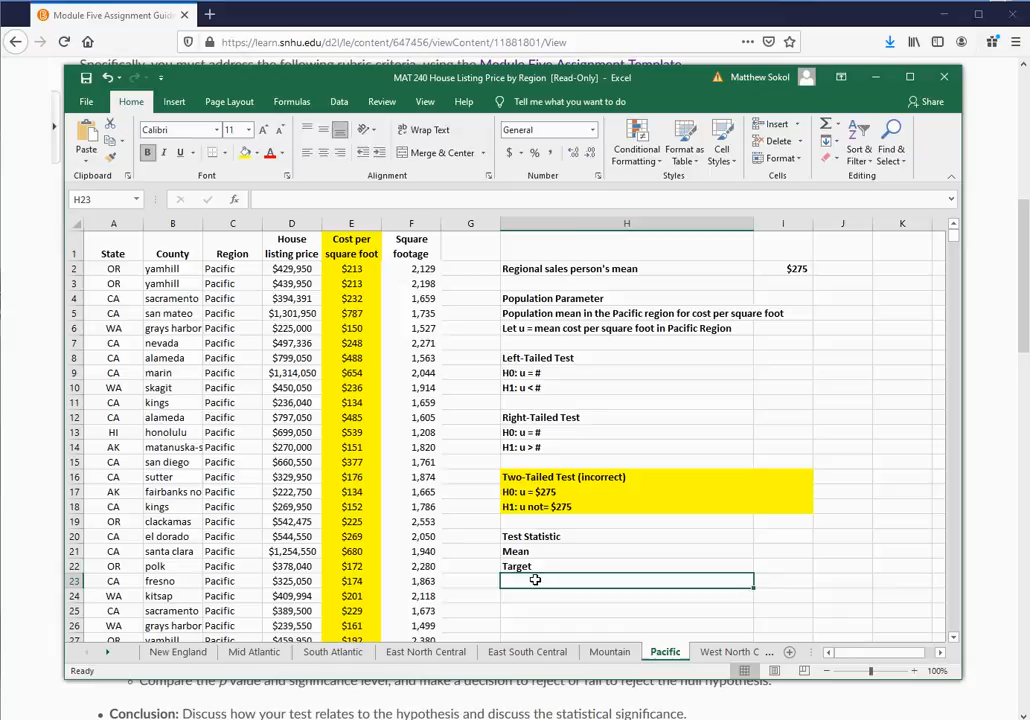 Module Five Assignment Guid
https://learn.snhu.edu/d2l/le/content/647456/viewContent/11881801/View
Specifically, you must address the following rubric criteria, using the Module Five Assignment Template.
MAT 240 House Listing Price by Region [Read-Only] - Excel
Matthew Sokol
File Home Insert Page Layout Formulas Data Review View Help Tell me what you want to do Share
Paste Calibri 11 Wrap Text General Insert
Merge & Center Conditional Formatting Format as Table Cell Styles Delete Format Sort & Filter Find & Select
Clipboard Font Alignment Number Styles Cells Editing
H23 fx
A B C D E F G H I J K
1 State County Region House listing price Cost per square foot Square footage
2 OR yamhill Pacific $429,950 $213 2,129 Regional sales person's mean $275
3 OR yamhill Pacific $439,950 $213 2,198
4 CA sacramento Pacific $394,391 $232 1,659 Population Parameter
5 CA san mateo Pacific $1,301,950 $787 1,735 Population mean in the Pacific region for cost per square foot
6 WA grays harbor Pacific $225,000 $150 1,527 Let u = mean cost per square foot in Pacific Region
7 CA nevada Pacific $497,336 $248 2,271
8 CA alameda Pacific $799,050 $488 1,563 Left-Tailed Test
9 CA marin Pacific $1,314,050 $654 2,044 H0: u = #
10 WA skagit Pacific $450,050 $236 1,914 H1: u < #
11 CA kings Pacific $236,040 $134 1,659
12 CA alameda Pacific $797,050 $485 1,605 Right-Tailed Test
13 HI honolulu Pacific $699,050 $539 1,208 H0: u = #
14 AK matanuska-s Pacific $270,000 $151 1,820 H1: u > #
15 CA san diego Pacific $660,550 $377 1,761
16 CA sutter Pacific $329,950 $176 1,874 Two-Tailed Test (incorrect)
17 AK fairbanks no Pacific $222,750 $134 1,665 H0: u = $275
18 CA kings Pacific $269,950 $152 1,786 H1: u not= $275
19 OR clackamas Pacific $542,475 $225 2,553
20 CA el dorado Pacific $544,550 $269 2,050 Test Statistic
21 CA santa clara Pacific $1,254,550 $680 1,940 Mean
22 OR polk Pacific $378,040 $172 2,280 Target
23 CA fresno Pacific $325,050 $174 1,863
24 WA kitsap Pacific $409,994 $201 2,118
25 CA sacramento Pacific $389,500 $229 1,673
26 WA grays harbor Pacific $239,550 $161 1,499
27 OR yamhill Pacific $459,950 $192 2,380
New England Mid Atlantic South Atlantic East North Central East South Central Mountain Pacific West North C ...
Ready 100%
Compare the p value and significance level, and make a decision to reject or fail to reject the null hypothesis.
Conclusion: Discuss how your test relates to the hypothesis and discuss the statistical significance.